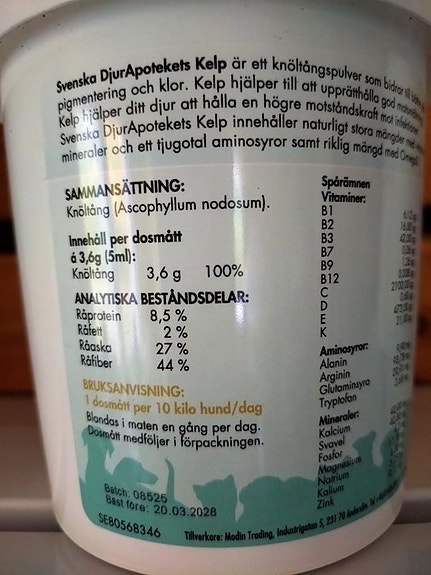 Svenska DjurApotekets Kelp är ett knöltångspulver som bidrar till
pigmentering och klor. Kelp hjälper till att upprätthålla god
Kelp hjälper ditt djur att hålla en högre motståndskraft mot infektioner
Svenska DjurApotekets Kelp innehåller naturligt stora mängder
mineraler och ett tjugotal aminosyror samt riklig mängd med
SAMMANSÄTTNING:
Knöltång (Ascophyllum nodosum).
Innehåll per dosmått
á 3,6g (5ml):
Knöltång 3,6 g 100%
ANALYTISKA BESTÅNDSDELAR:
Råprotein 8,5 %
Råfett 2 %
Råaska 27 %
Råfiber 44 %
BRUKSANVISNING:
1 dosmått per 10 kilo hund/dag
Blandas i maten en gång per dag.
Dosmått medföljer i förpackningen.
Batch: 08525
Bäst före: 20.03.2028
SE80568346
Spårämnen
Vitaminer:
B1
B2
B3
B7
B9
B12
C
D
E
K
Aminosyror:
Alanin
Arginin
Glutaminsyra
Tryptofan
Mineraler:
Kalcium
Svavel
Fosfor
Magnesium
Natrium
Kalium
Zink
Tillverkare: Modin Trading, Industrigatan 5, 231 70 Anderslöv.